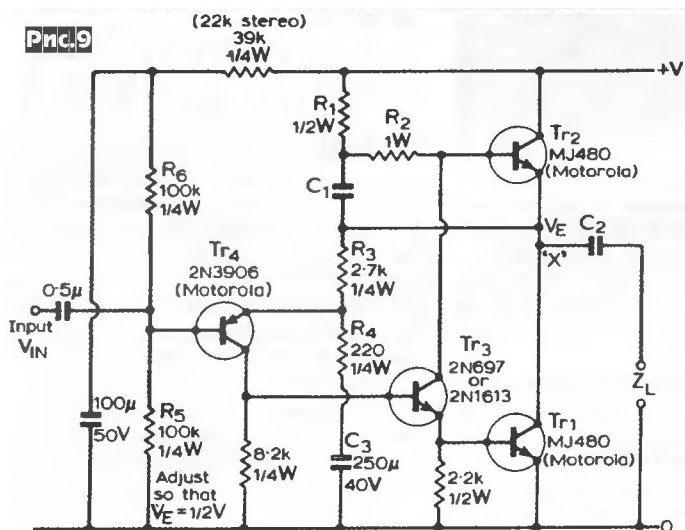 Рис.9
(22k stereo)
39k
1/4W
+V
R1
1/2W
R2
1W
Tr2
MJ480
(Motorola)
R6
100k
1/4W
C1
VE
C2
'X'
Tr4
2N3906
(Motorola)
R3
2·7k
1/4W
0·5µ
Input
VIN
R4
220
1/4W
Tr3
2N697
or
2N1613
ZL
100µ
50V
R5
100k
1/4W
Adjust
so that
VE = 1/2V
8·2k
1/4W
C3
250µ
40V
2·2k
1/2W
Tr1
MJ480
(Motorola)
O